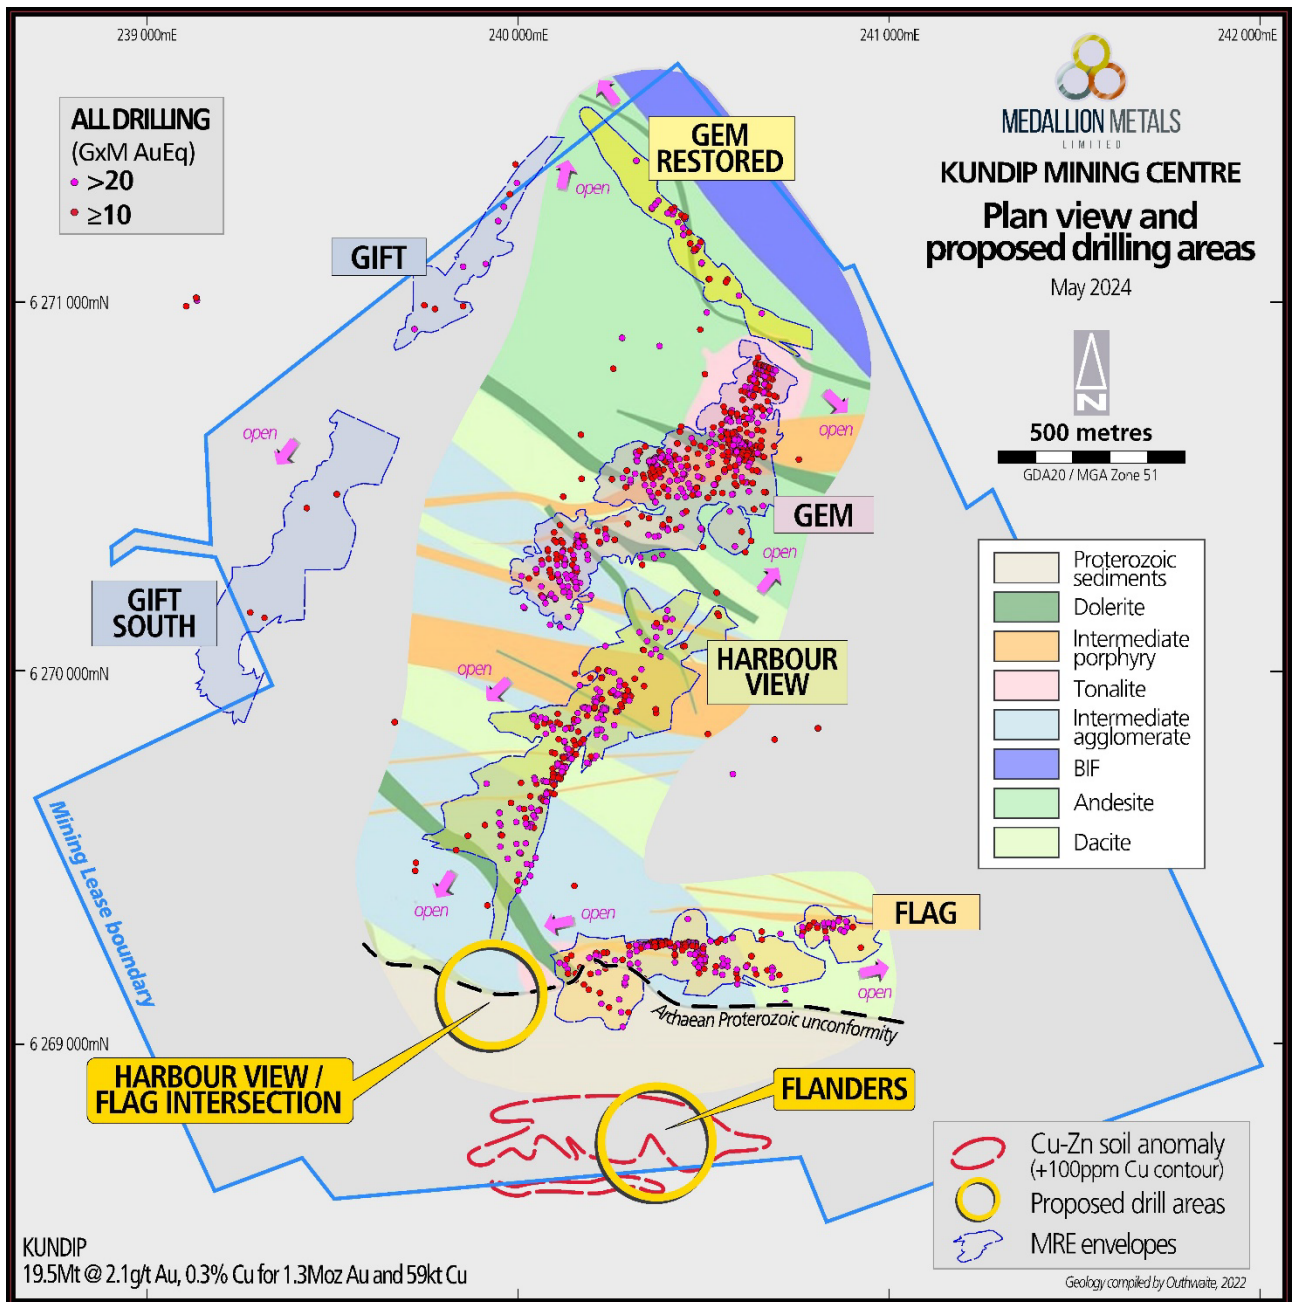 239 000mE
240 000mE
241 000mE
242 000mE
ALL DRILLING
(GxM AuEq)
>20
≥10
MEDALLION METALS
LIMITED
KUNDIP MINING CENTRE
Plan view and
proposed drilling areas
May 2024
N
500 metres
GDA20 / MGA Zone 51
GEM
RESTORED
open
GIFT
6 271 000mN
open
open
GEM
open
GIFT
SOUTH
HARBOUR
VIEW
open
6 270 000mN
Proterozoic
sediments
Dolerite
Intermediate
porphyry
Tonalite
Intermediate
agglomerate
BIF
Andesite
Dacite
Mining Lease boundary
open
open
FLAG
open
Archaean Proterozoic unconformity
6 269 000mN
HARBOUR VIEW /
FLAG INTERSECTION
FLANDERS
Cu-Zn soil anomaly
(+100ppm Cu contour)
Proposed drill areas
MRE envelopes
KUNDIP
19.5Mt @ 2.1g/t Au, 0.3% Cu for 1.3Moz Au and 59kt Cu
Geology compiled by Outhwaite, 2022